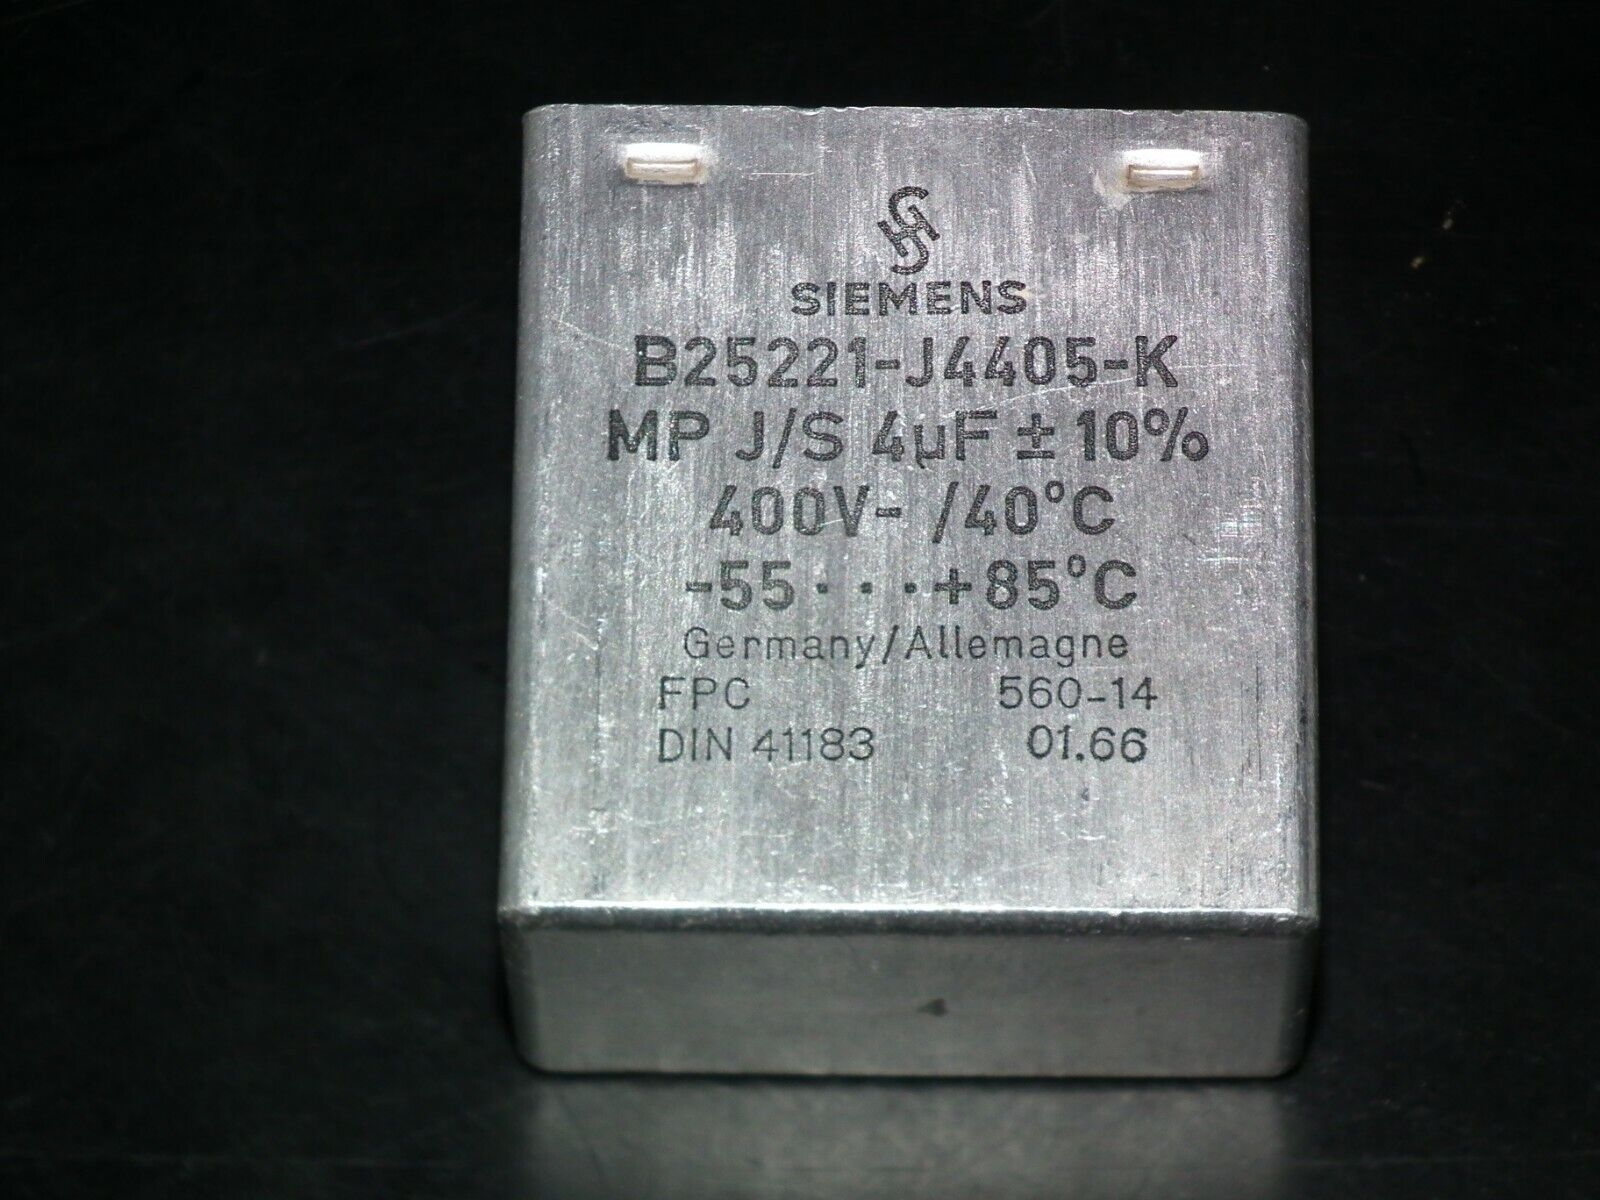 SIEMENS
B25221-J4405-K
MP J/S 4µF ± 10%
400V- /40°C
-55...+85°C
Germany/Allemagne
FPC 560-14
DIN 41183 01.66